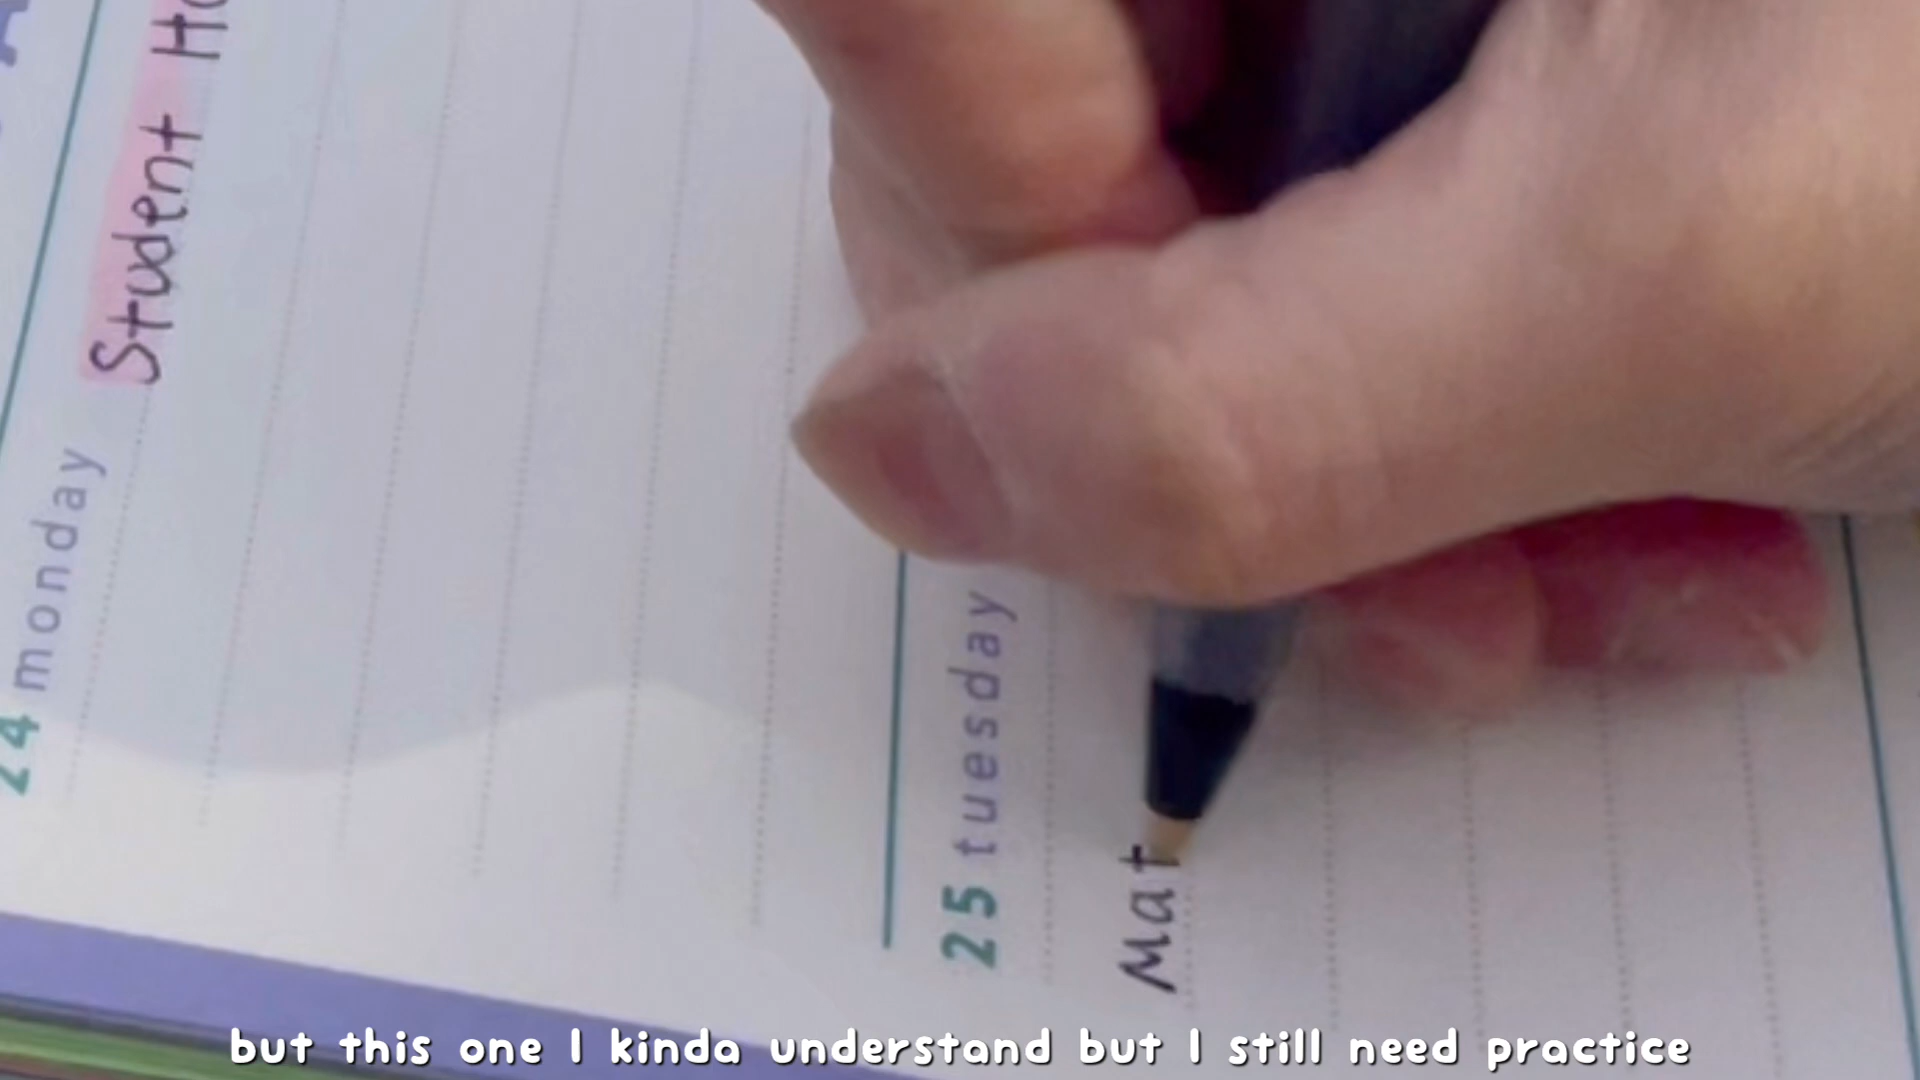 24 monday
Student
25 tuesday
Mat
but this one I kinda understand but I still need practice